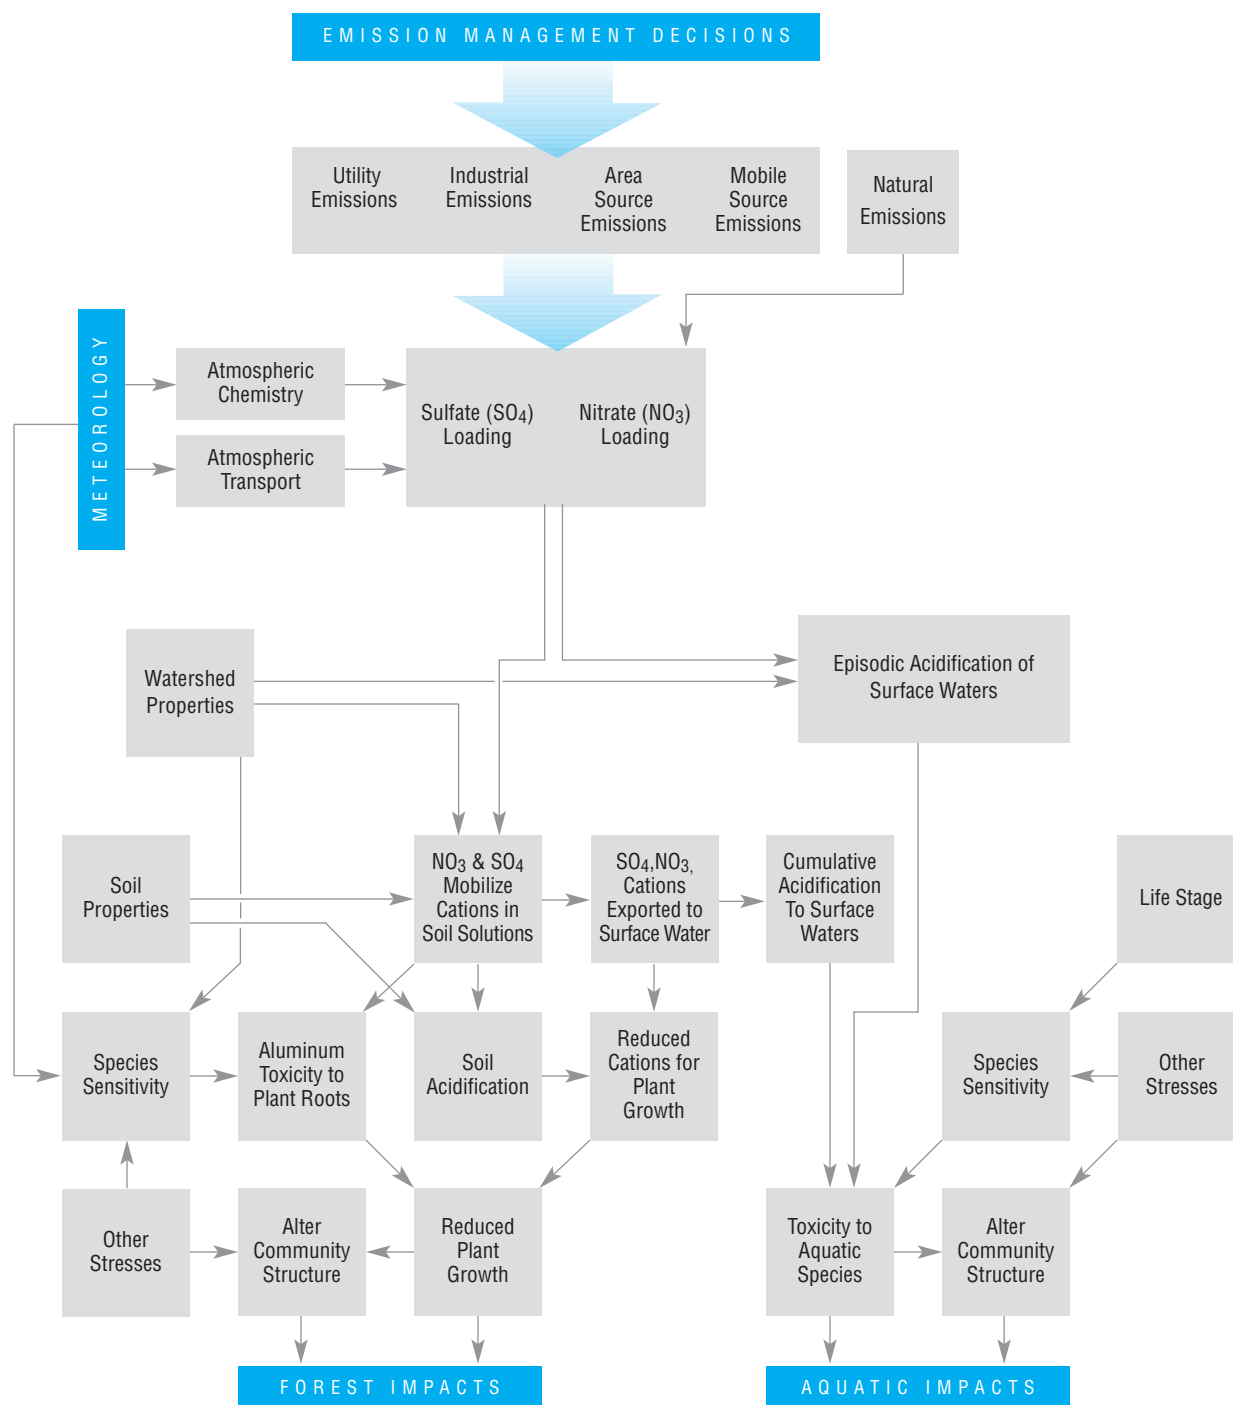 EMISSION MANAGEMENT DECISIONS
Utility
Emissions
Industrial
Emissions
Area
Source
Emissions
Mobile
Source
Emissions
Natural
Emissions
METEOROLOGY
Atmospheric
Chemistry
Atmospheric
Transport
Sulfate (SO4)
Loading
Nitrate (NO3)
Loading
Watershed
Properties
Episodic Acidification of
Surface Waters
Soil
Properties
NO3 & SO4
Mobilize
Cations in
Soil Solutions
SO4,NO3,
Cations
Exported to
Surface Water
Cumulative
Acidification
To Surface
Waters
Life Stage
Species
Sensitivity
Aluminum
Toxicity to
Plant Roots
Soil
Acidification
Reduced
Cations for
Plant
Growth
Species
Sensitivity
Other
Stresses
Other
Stresses
Alter
Community
Structure
Reduced
Plant
Growth
Toxicity to
Aquatic
Species
Alter
Community
Structure
FOREST IMPACTS
AQUATIC IMPACTS